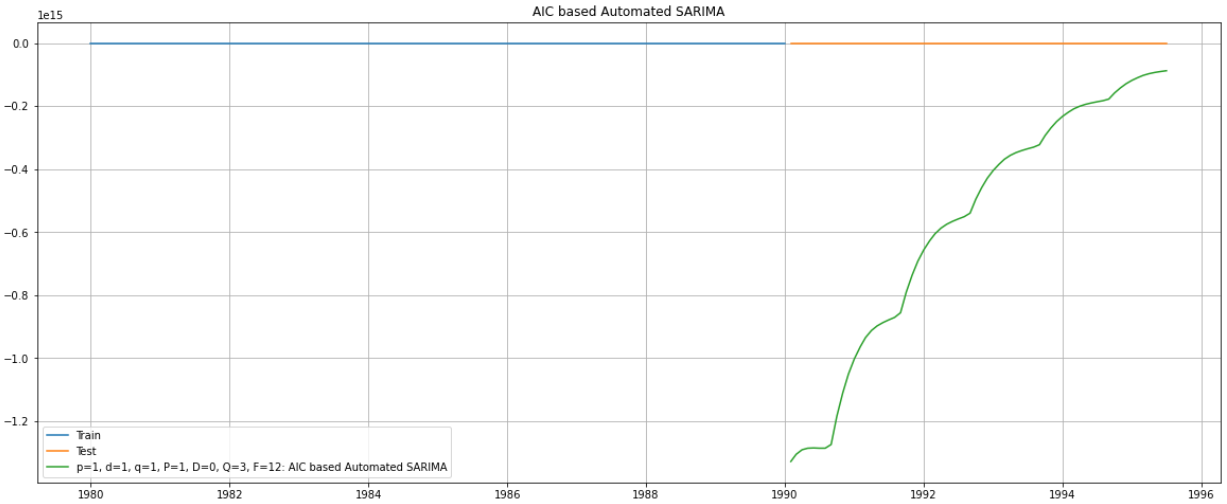 AIC based Automated SARIMA
1e15
0.0
−0.2
−0.4
−0.6
−0.8
−1.0
−1.2
Train
Test
p=1, d=1, q=1, P=1, D=0, Q=3, F=12: AIC based Automated SARIMA
1980 1982 1984 1986 1988 1990 1992 1994 1996